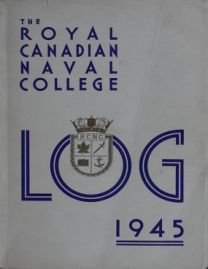 THE
ROYAL
CANADIAN
NAVAL
COLLEGE
LOG
RCNC
1945